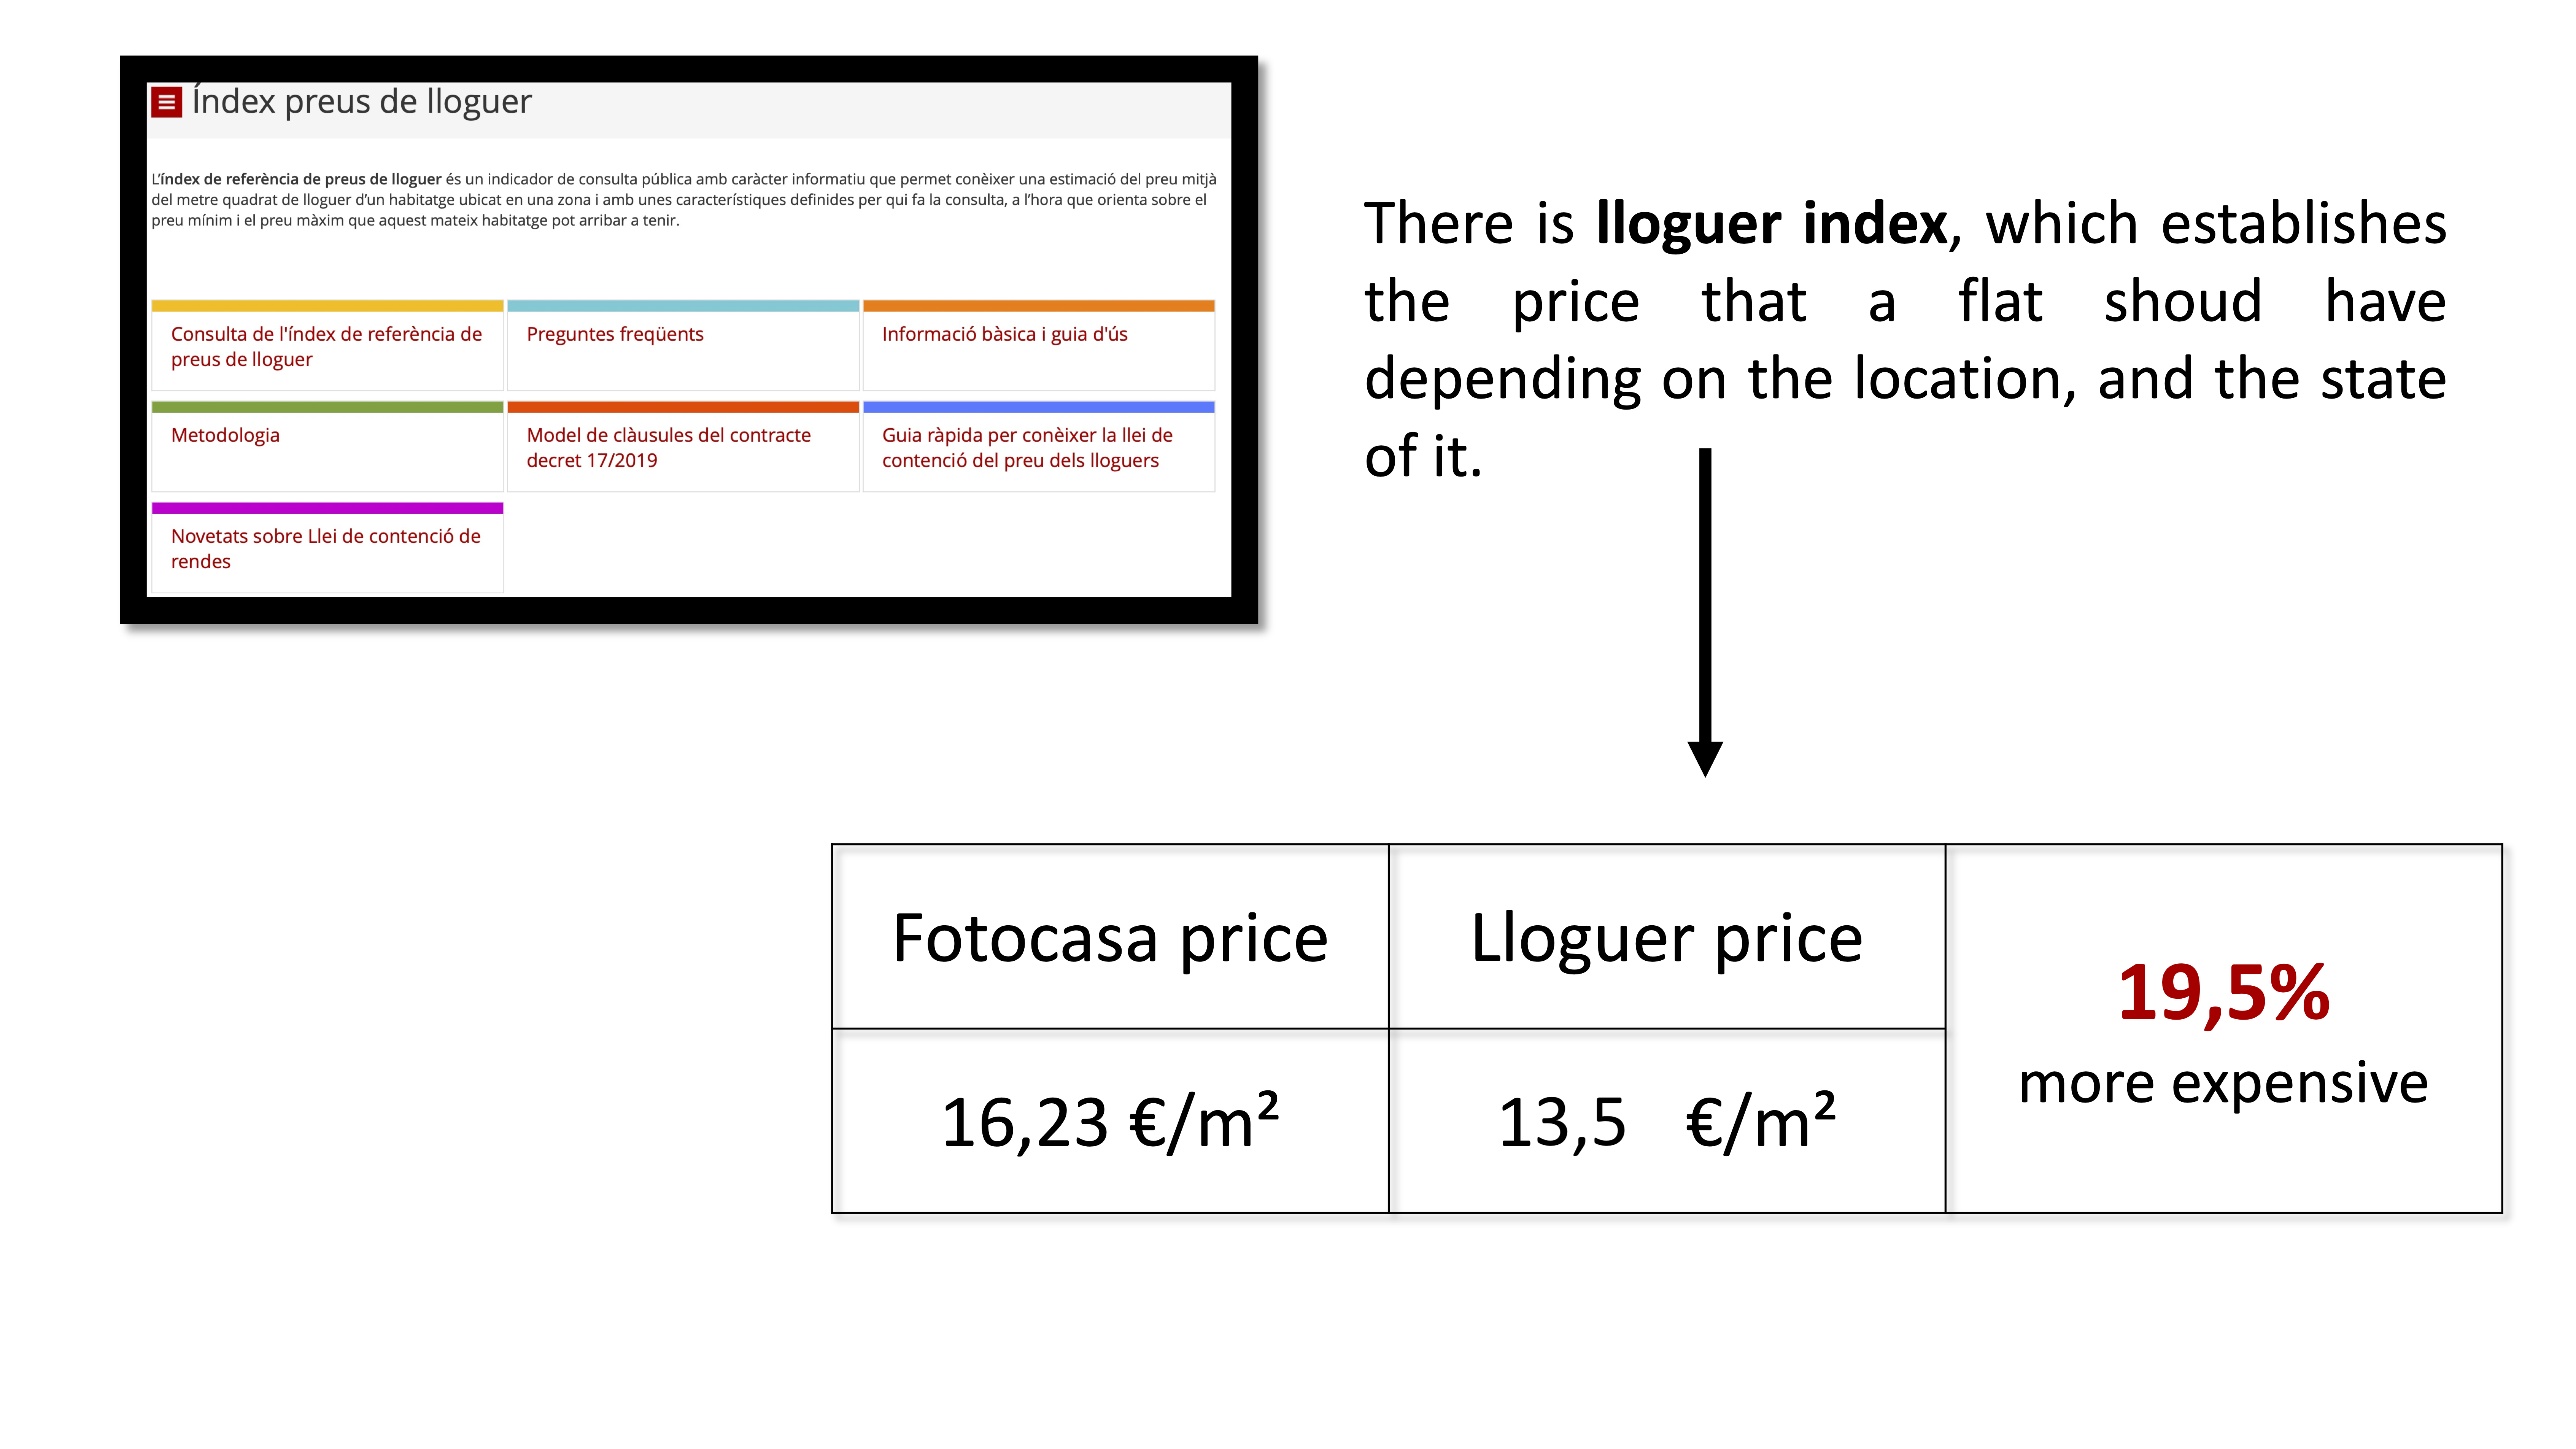 Índex preus de lloguer
L'índex de referència de preus de lloguer és un indicador de consulta pública amb caràcter informatiu que permet conèixer una estimació del preu mitjà
del metre quadrat de lloguer d'un habitatge ubicat en una zona i amb unes característiques definides per qui fa la consulta, a l'hora que orienta sobre el
preu mínim i el preu màxim que aquest mateix habitatge pot arribar a tenir.
Consulta de l'índex de referència de
preus de lloguer
Preguntes freqüents
Informació bàsica i guia d'ús
Metodologia
Model de clàusules del contracte
decret 17/2019
Guia ràpida per conèixer la llei de
contenció del preu dels lloguers
Novetats sobre Llei de contenció de
rendes
There is lloguer index, which establishes
the price that a flat shoud have
depending on the location, and the state
of it.
Fotocasa price
Lloguer price
19,5%
more expensive
16,23 €/m²
13,5 €/m²